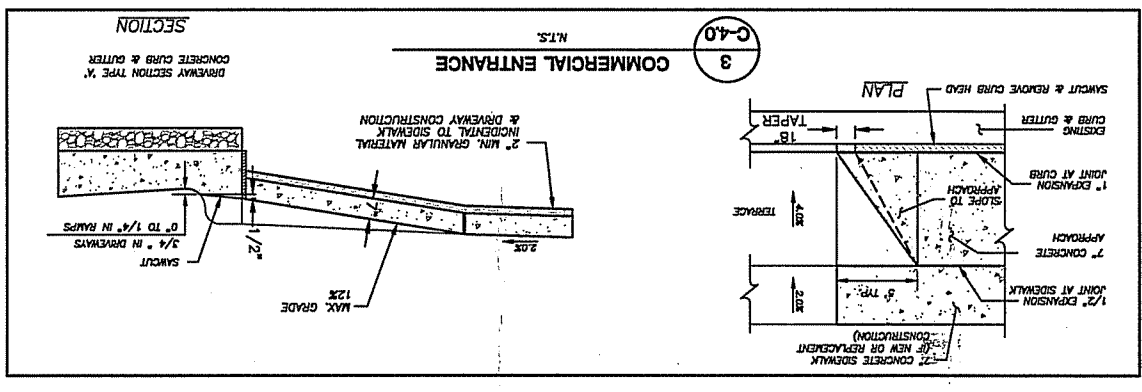 7" CONCRETE SIDEWALK
(IF NEW OR REPLACEMENT
CONSTRUCTION)
1/2" EXPANSION
JOINT AT SIDEWALK
7" CONCRETE
APPROACH
SLOPE TO
APPROACH
1" EXPANSION
JOINT AT CURB
EXISTING
CURB & GUTTER
SAWCUT & REMOVE CURB HEAD
5' TYP.
2.0%
4.0%
TERRACE
18"
TAPER
PLAN
MAX. GRADE
12%
2.0%
7"
1/2"
SAWCUT
3/4" IN DRIVEWAYS
0" TO 1/4" IN RAMPS
2" MIN. GRANULAR MATERIAL
INCIDENTAL TO SIDEWALK
& DRIVEWAY CONSTRUCTION
DRIVEWAY SECTION TYPE 'A'
CONCRETE CURB & GUTTER
SECTION
3
C-4.0
COMMERCIAL ENTRANCE
N.T.S.